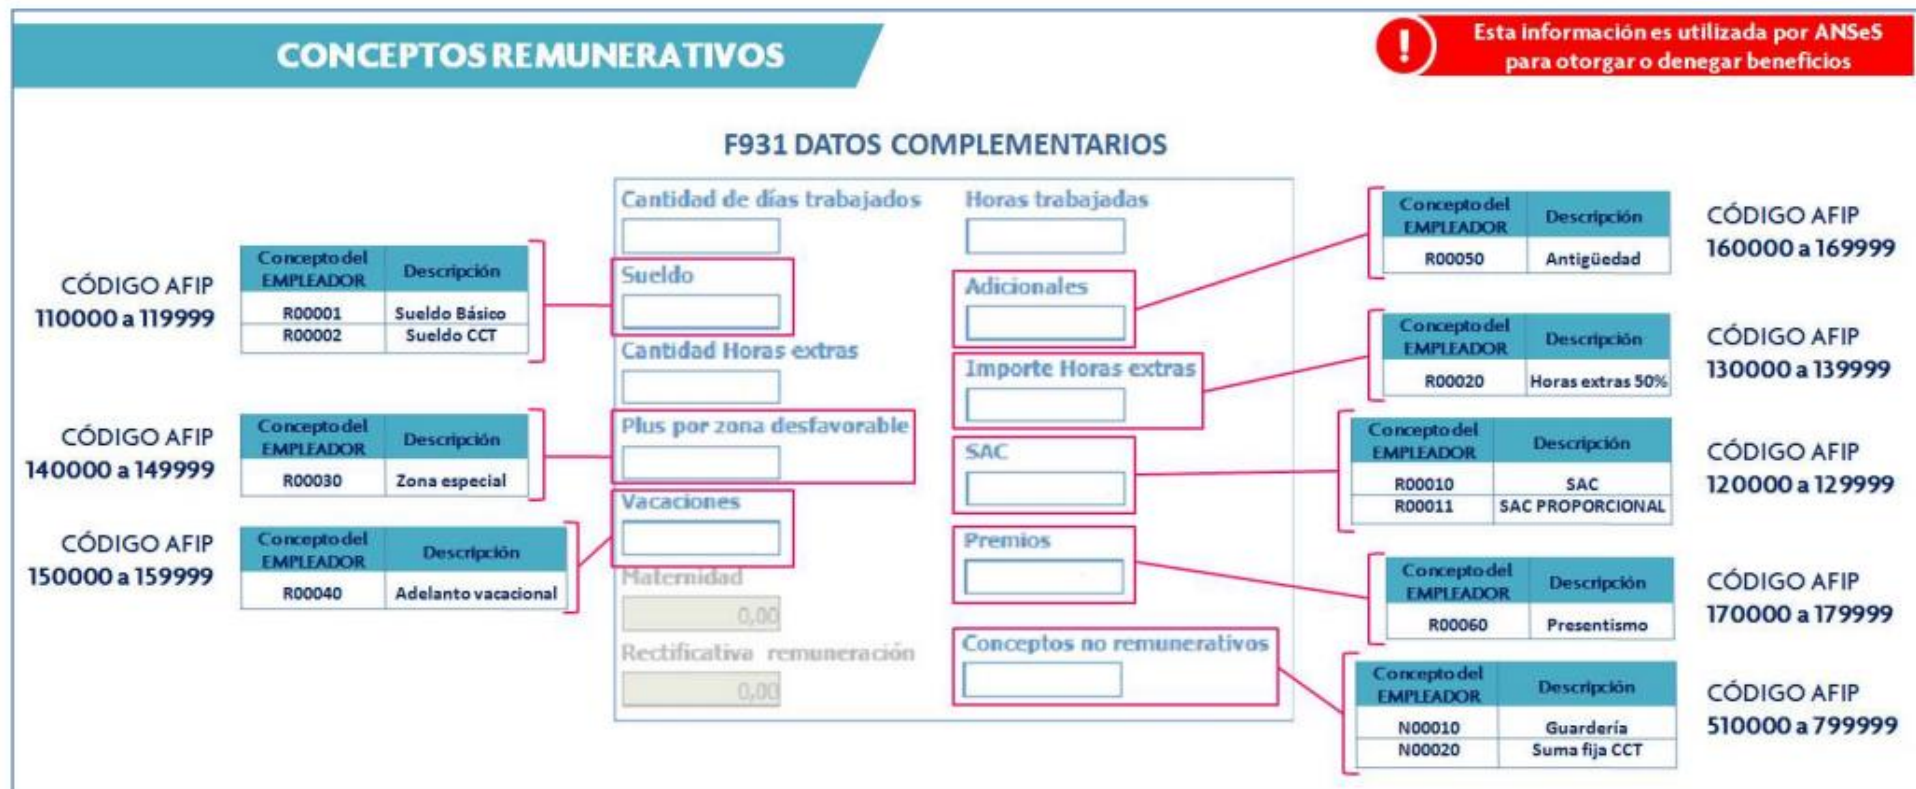 CONCEPTOS REMUNERATIVOS
Esta información es utilizada por ANSeS
para otorgar o denegar beneficios
F931 DATOS COMPLEMENTARIOS
CÓDIGO AFIP
110000 a 119999
Concepto del EMPLEADOR Descripción
R00001 Sueldo Básico
R00002 Sueldo CCT
CÓDIGO AFIP
140000 a 149999
Concepto del EMPLEADOR Descripción
R00030 Zona especial
CÓDIGO AFIP
150000 a 159999
Concepto del EMPLEADOR Descripción
R00040 Adelanto vacacional
Cantidad de días trabajados
Sueldo
Cantidad Horas extras
Plus por zona desfavorable
Vacaciones
Maternidad
0,00
Rectificativa remuneración
0,00
Horas trabajadas
Adicionales
Importe Horas extras
SAC
Premios
Conceptos no remunerativos
Concepto del EMPLEADOR Descripción
R00050 Antigüedad
CÓDIGO AFIP
160000 a 169999
Concepto del EMPLEADOR Descripción
R00020 Horas extras 50%
CÓDIGO AFIP
130000 a 139999
Concepto del EMPLEADOR Descripción
R00010 SAC
R00011 SAC PROPORCIONAL
CÓDIGO AFIP
120000 a 129999
Concepto del EMPLEADOR Descripción
R00060 Presentismo
CÓDIGO AFIP
170000 a 179999
Concepto del EMPLEADOR Descripción
N00010 Guardería
N00020 Suma fija CCT
CÓDIGO AFIP
510000 a 799999